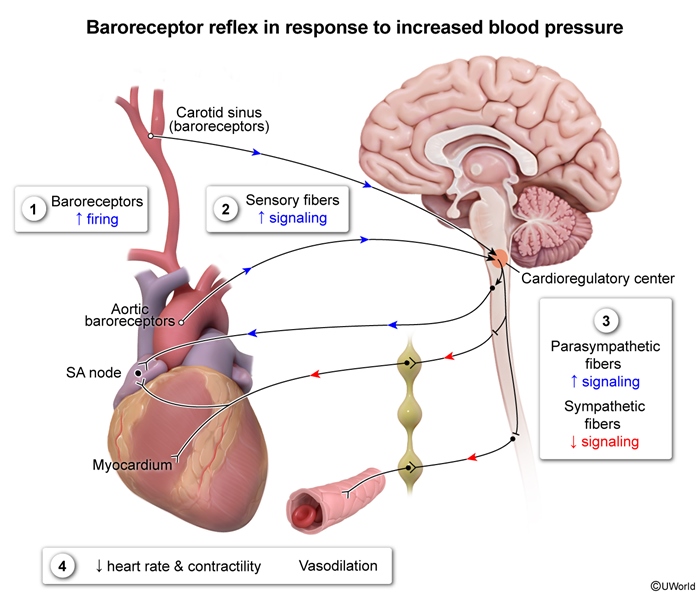 Baroreceptor reflex in response to increased blood pressure
Carotid sinus
(baroreceptors)
1
Baroreceptors
↑ firing
2
Sensory fibers
↑ signaling
Cardioregulatory center
Aortic
baroreceptors
3
Parasympathetic
fibers
↑ signaling
Sympathetic
fibers
↓ signaling
SA node
Myocardium
4
↓ heart rate & contractility Vasodilation
©UWorld